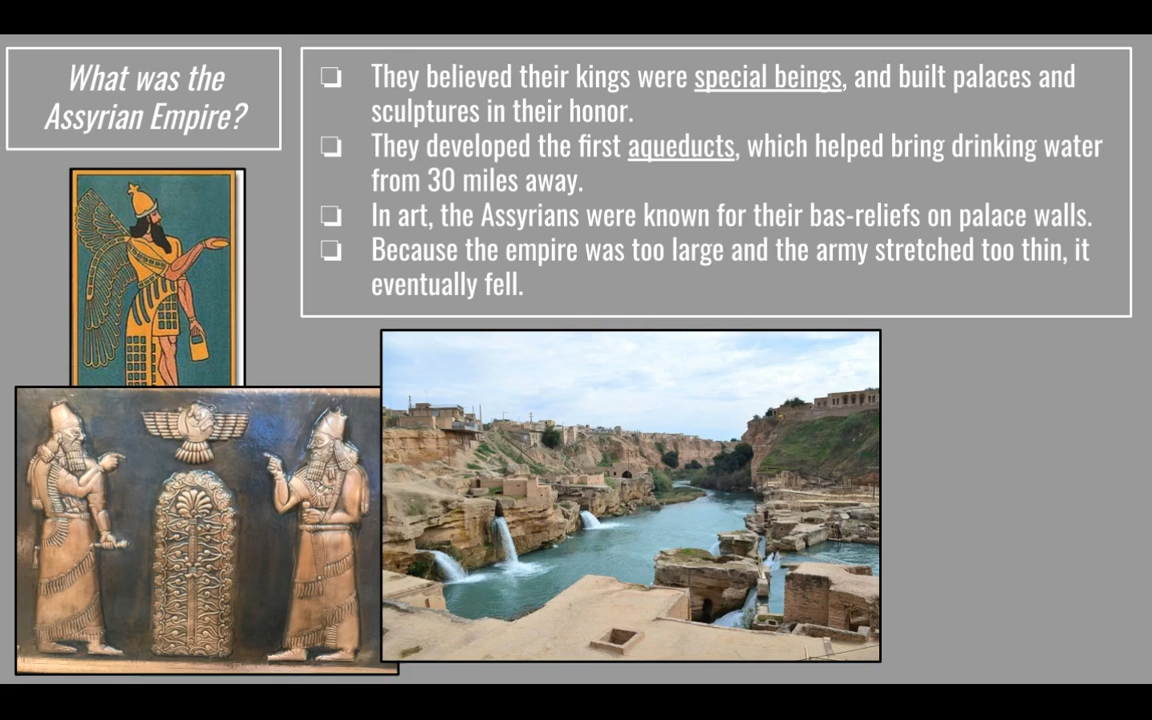 What was the
Assyrian Empire?
❏ They believed their kings were special beings, and built palaces and
sculptures in their honor.
❏ They developed the first aqueducts, which helped bring drinking water
from 30 miles away.
❏ In art, the Assyrians were known for their bas-reliefs on palace walls.
❏ Because the empire was too large and the army stretched too thin, it
eventually fell.